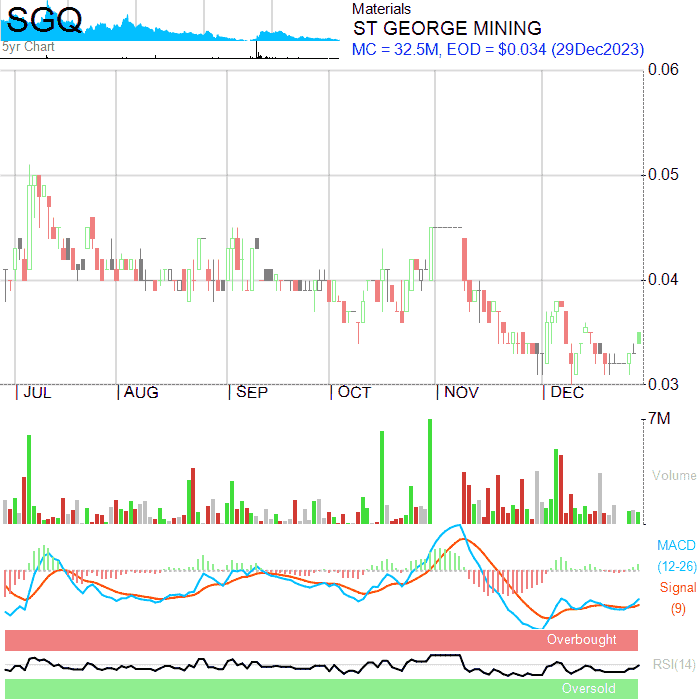 SGQ
5yr Chart
Materials
ST GEORGE MINING
MC = 32.5M, EOD = $0.034 (29Dec2023)
0.06
0.05
0.04
0.03
JUL AUG SEP OCT NOV DEC
7M
Volume
MACD
(12-26)
Signal
(9)
Overbought
RSI(14)
Oversold